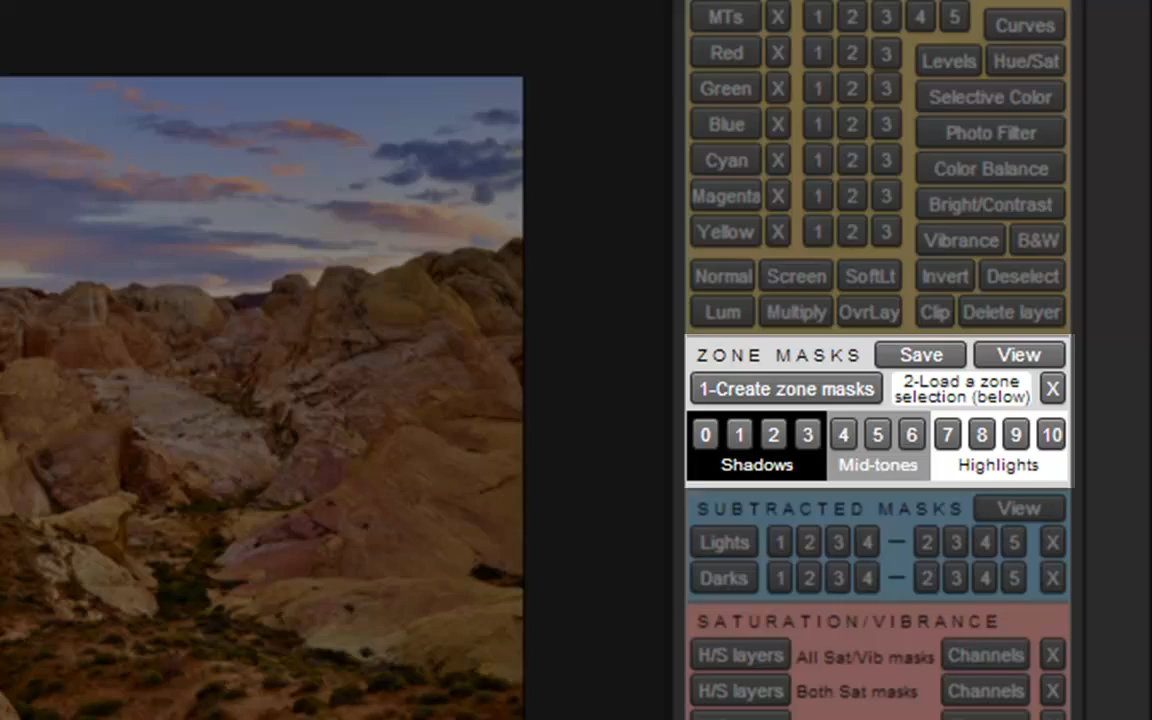 MTs X 1 2 3 4 5 Curves
Red X 1 2 3 Levels Hue/Sat
Green X 1 2 3 Selective Color
Blue X 1 2 3 Photo Filter
Cyan X 1 2 3 Color Balance
Magenta X 1 2 3 Bright/Contrast
Yellow X 1 2 3 Vibrance B&W
Normal Screen SoftLt Invert Deselect
Lum Multiply OvrLay Clip Delete layer
ZONE MASKS Save View
1-Create zone masks 2-Load a zone selection (below) X
0 1 2 3 4 5 6 7 8 9 10
Shadows Mid-tones Highlights
SUBTRACTED MASKS View
Lights 1 2 3 4 — 2 3 4 5 X
Darks 1 2 3 4 — 2 3 4 5 X
SATURATION/VIBRANCE
H/S layers All Sat/Vib masks Channels X
H/S layers Both Sat masks Channels X